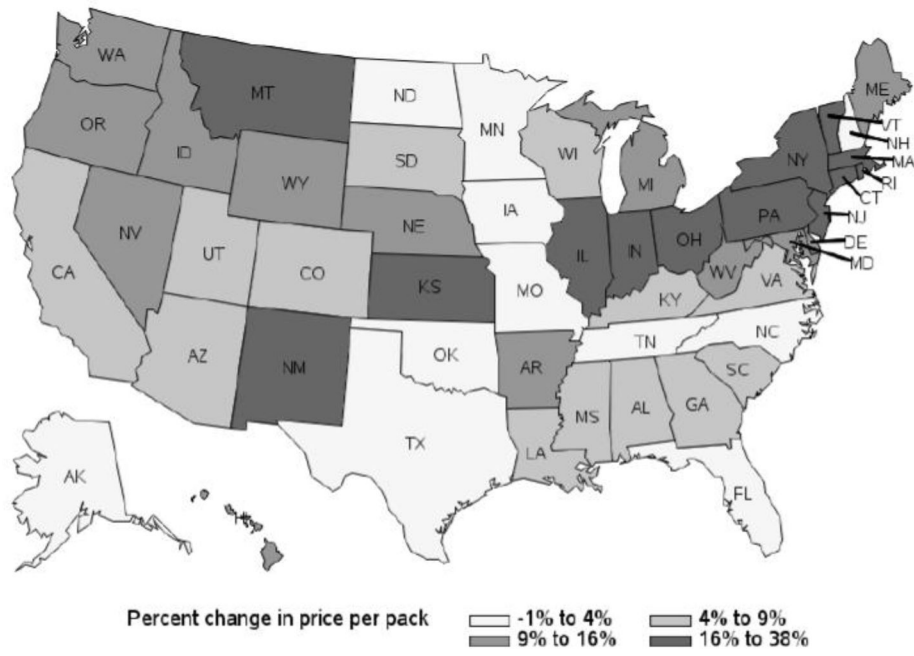 WA
MT
ND
MN
ME
OR
ID
SD
WI
VT
NH
NY
MA
WY
MI
RI
CT
IA
NE
PA
NJ
NV
UT
CO
IL
IN
OH
DE
MD
CA
KS
MO
WV
VA
KY
AZ
NM
OK
AR
TN
NC
SC
MS
AL
GA
TX
LA
AK
FL
Percent change in price per pack
-1% to 4%
4% to 9%
9% to 16%
16% to 38%